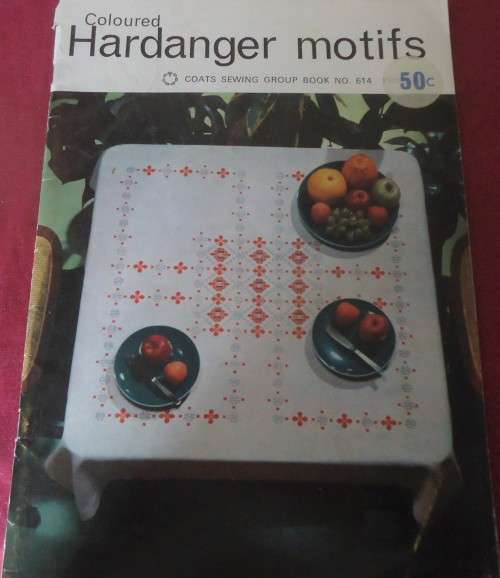 Coloured
Hardanger motifs
COATS SEWING GROUP BOOK NO. 614
50c